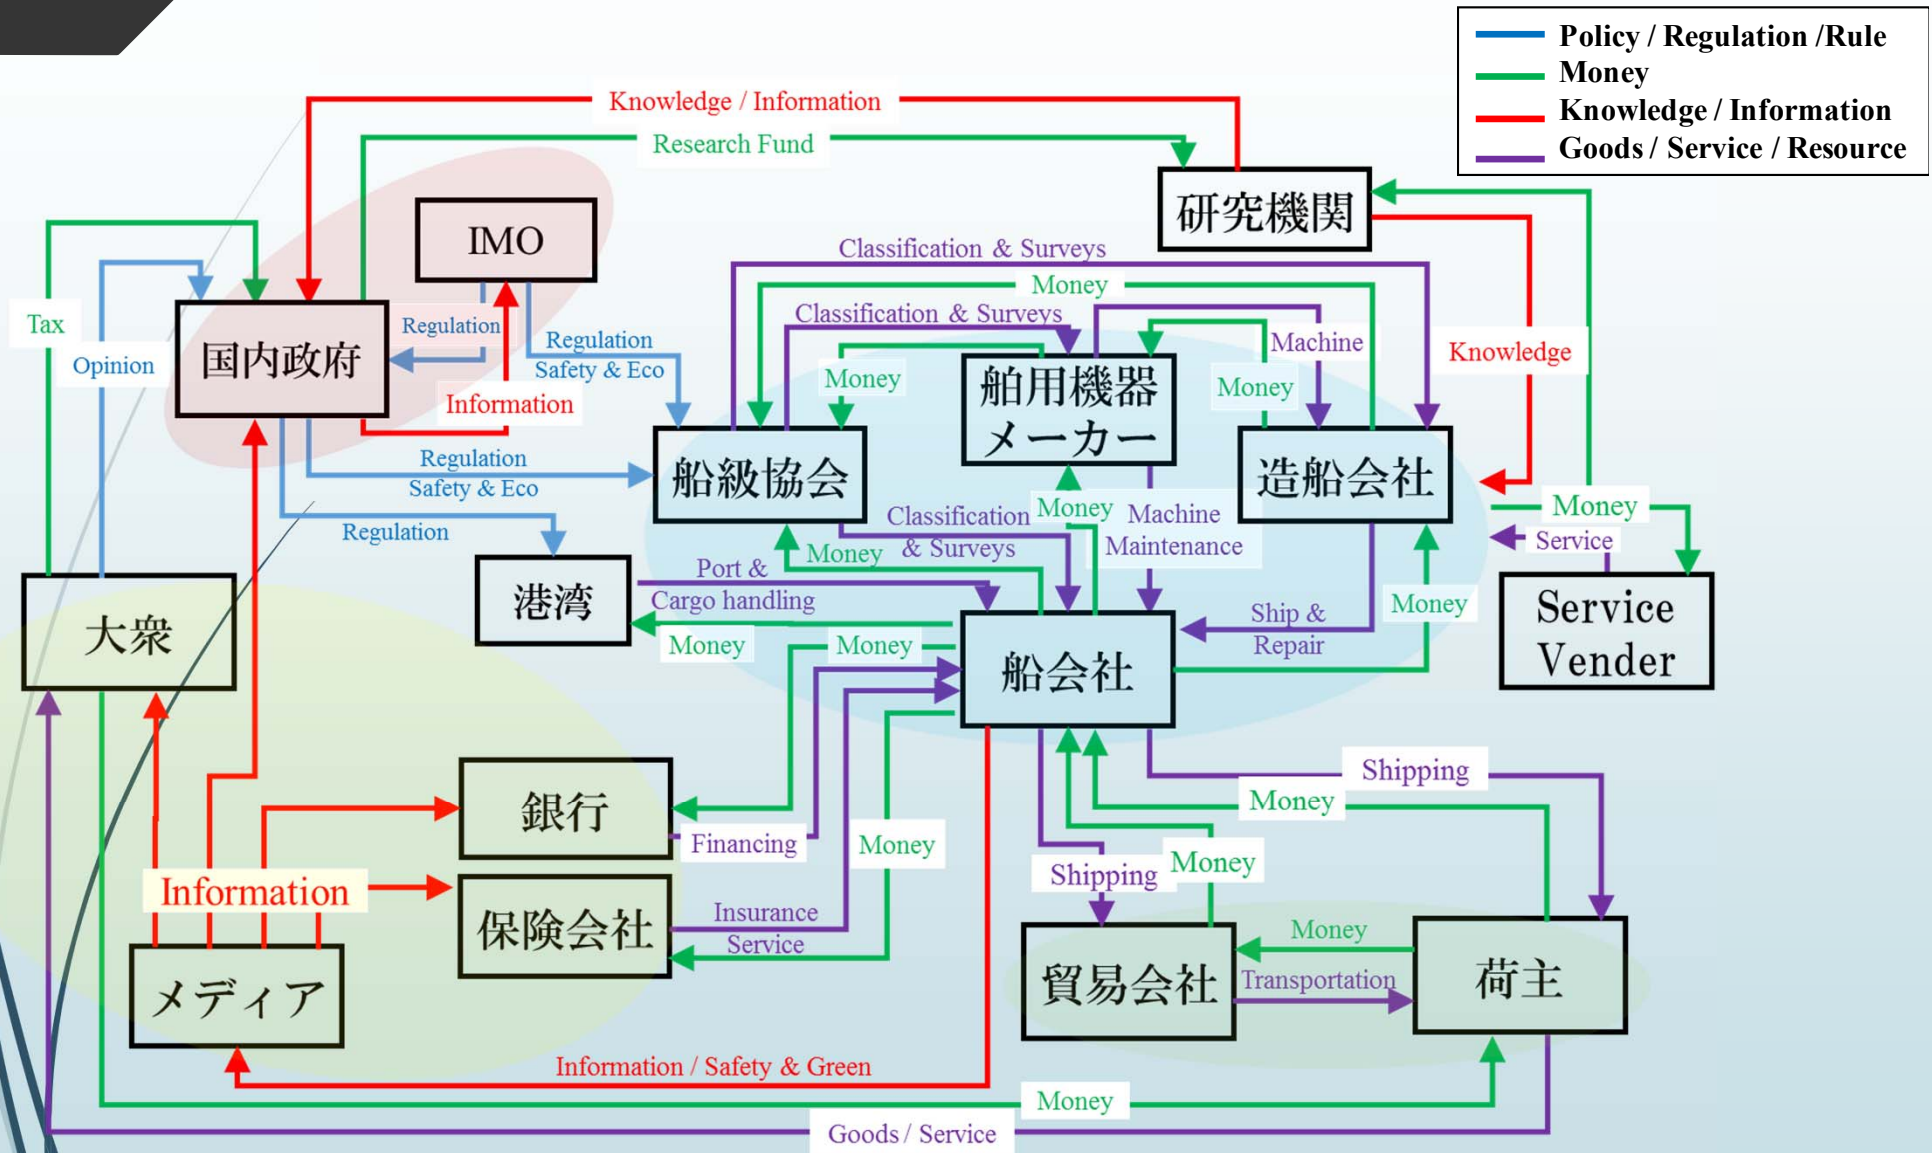 Policy / Regulation /Rule
Money
Knowledge / Information
Goods / Service / Resource
Knowledge / Information
Research Fund
研究機関
IMO
Classification & Surveys
Money
Classification & Surveys
Tax
Opinion
国内政府
Regulation
Regulation
Safety & Eco
Information
Money
舶用機器
メーカー
Machine
Money
Knowledge
Regulation
Safety & Eco
Regulation
船級協会
造船会社
Classification
& Surveys
Money
Machine
Maintenance
Money
Money
Service
港湾
Port &
Cargo handling
Money
Money
大衆
船会社
Ship &
Repair
Money
Service
Vender
銀行
Financing
Money
Shipping
Money
Information
保険会社
Insurance
Service
Shipping
Money
メディア
貿易会社
Money
Transportation
荷主
Information / Safety & Green
Money
Goods / Service